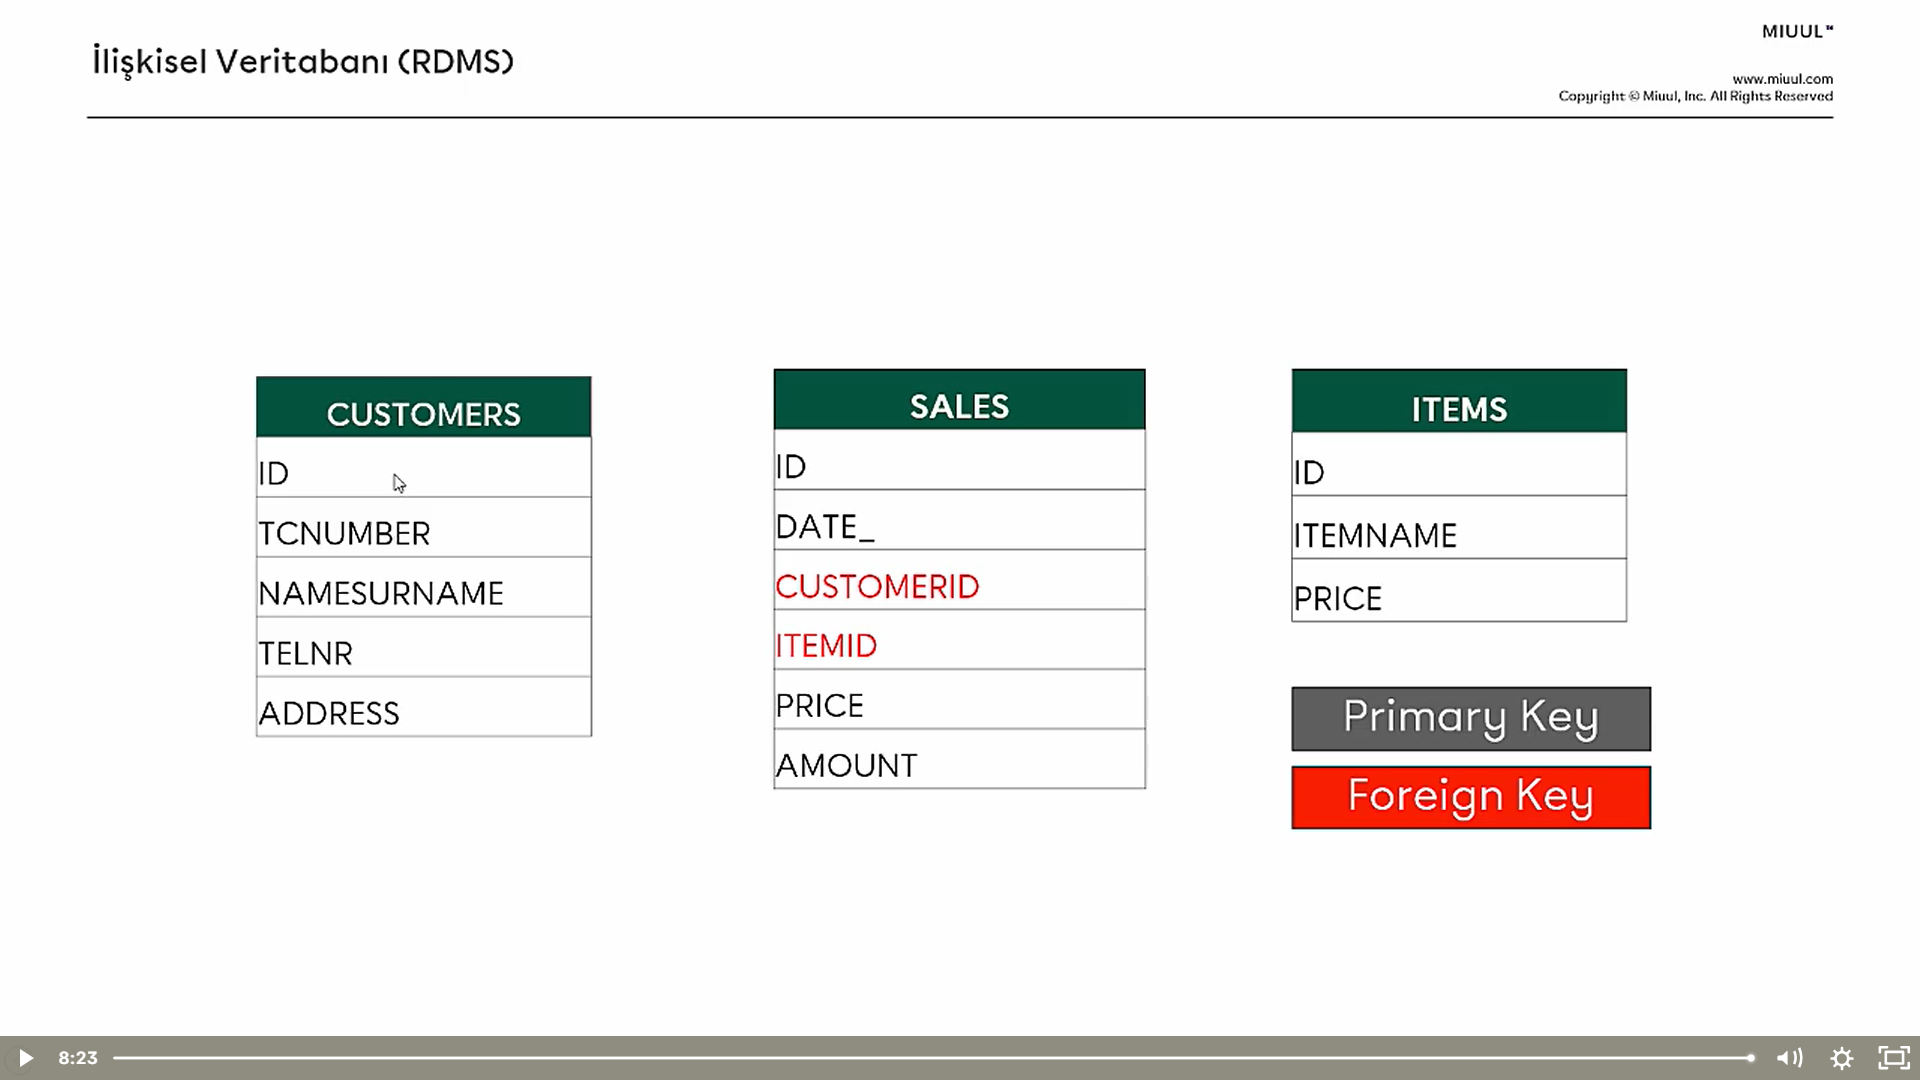 İlişkisel Veritabanı (RDMS)
MIUUL™
www.miuul.com
Copyright © Miuul, Inc. All Rights Reserved
CUSTOMERS
ID
TCNUMBER
NAMESURNAME
TELNR
ADDRESS
SALES
ID
DATE_
CUSTOMERID
ITEMID
PRICE
AMOUNT
ITEMS
ID
ITEMNAME
PRICE
Primary Key
Foreign Key
8:23